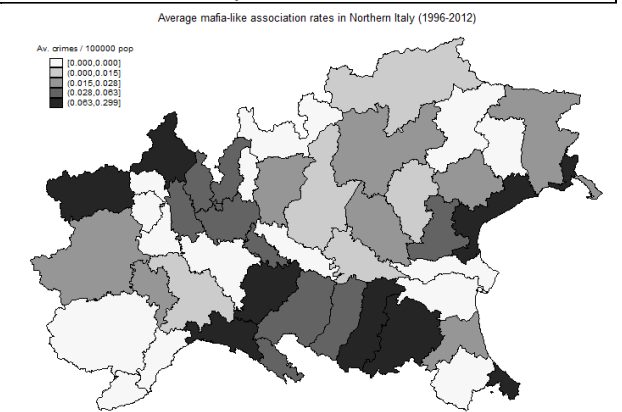 Average mafia-like association rates in Northern Italy (1996-2012)
Av. crimes / 100000 pop
[0.000,0.000]
(0.000,0.015]
(0.015,0.028]
(0.028,0.063]
(0.063,0.299]